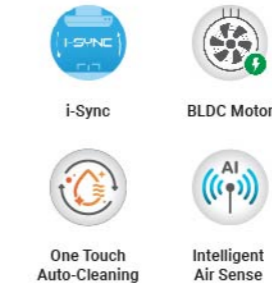 i-SYNC
i-Sync
BLDC Motor
AI
One Touch
Auto-Cleaning
Intelligent
Air Sense